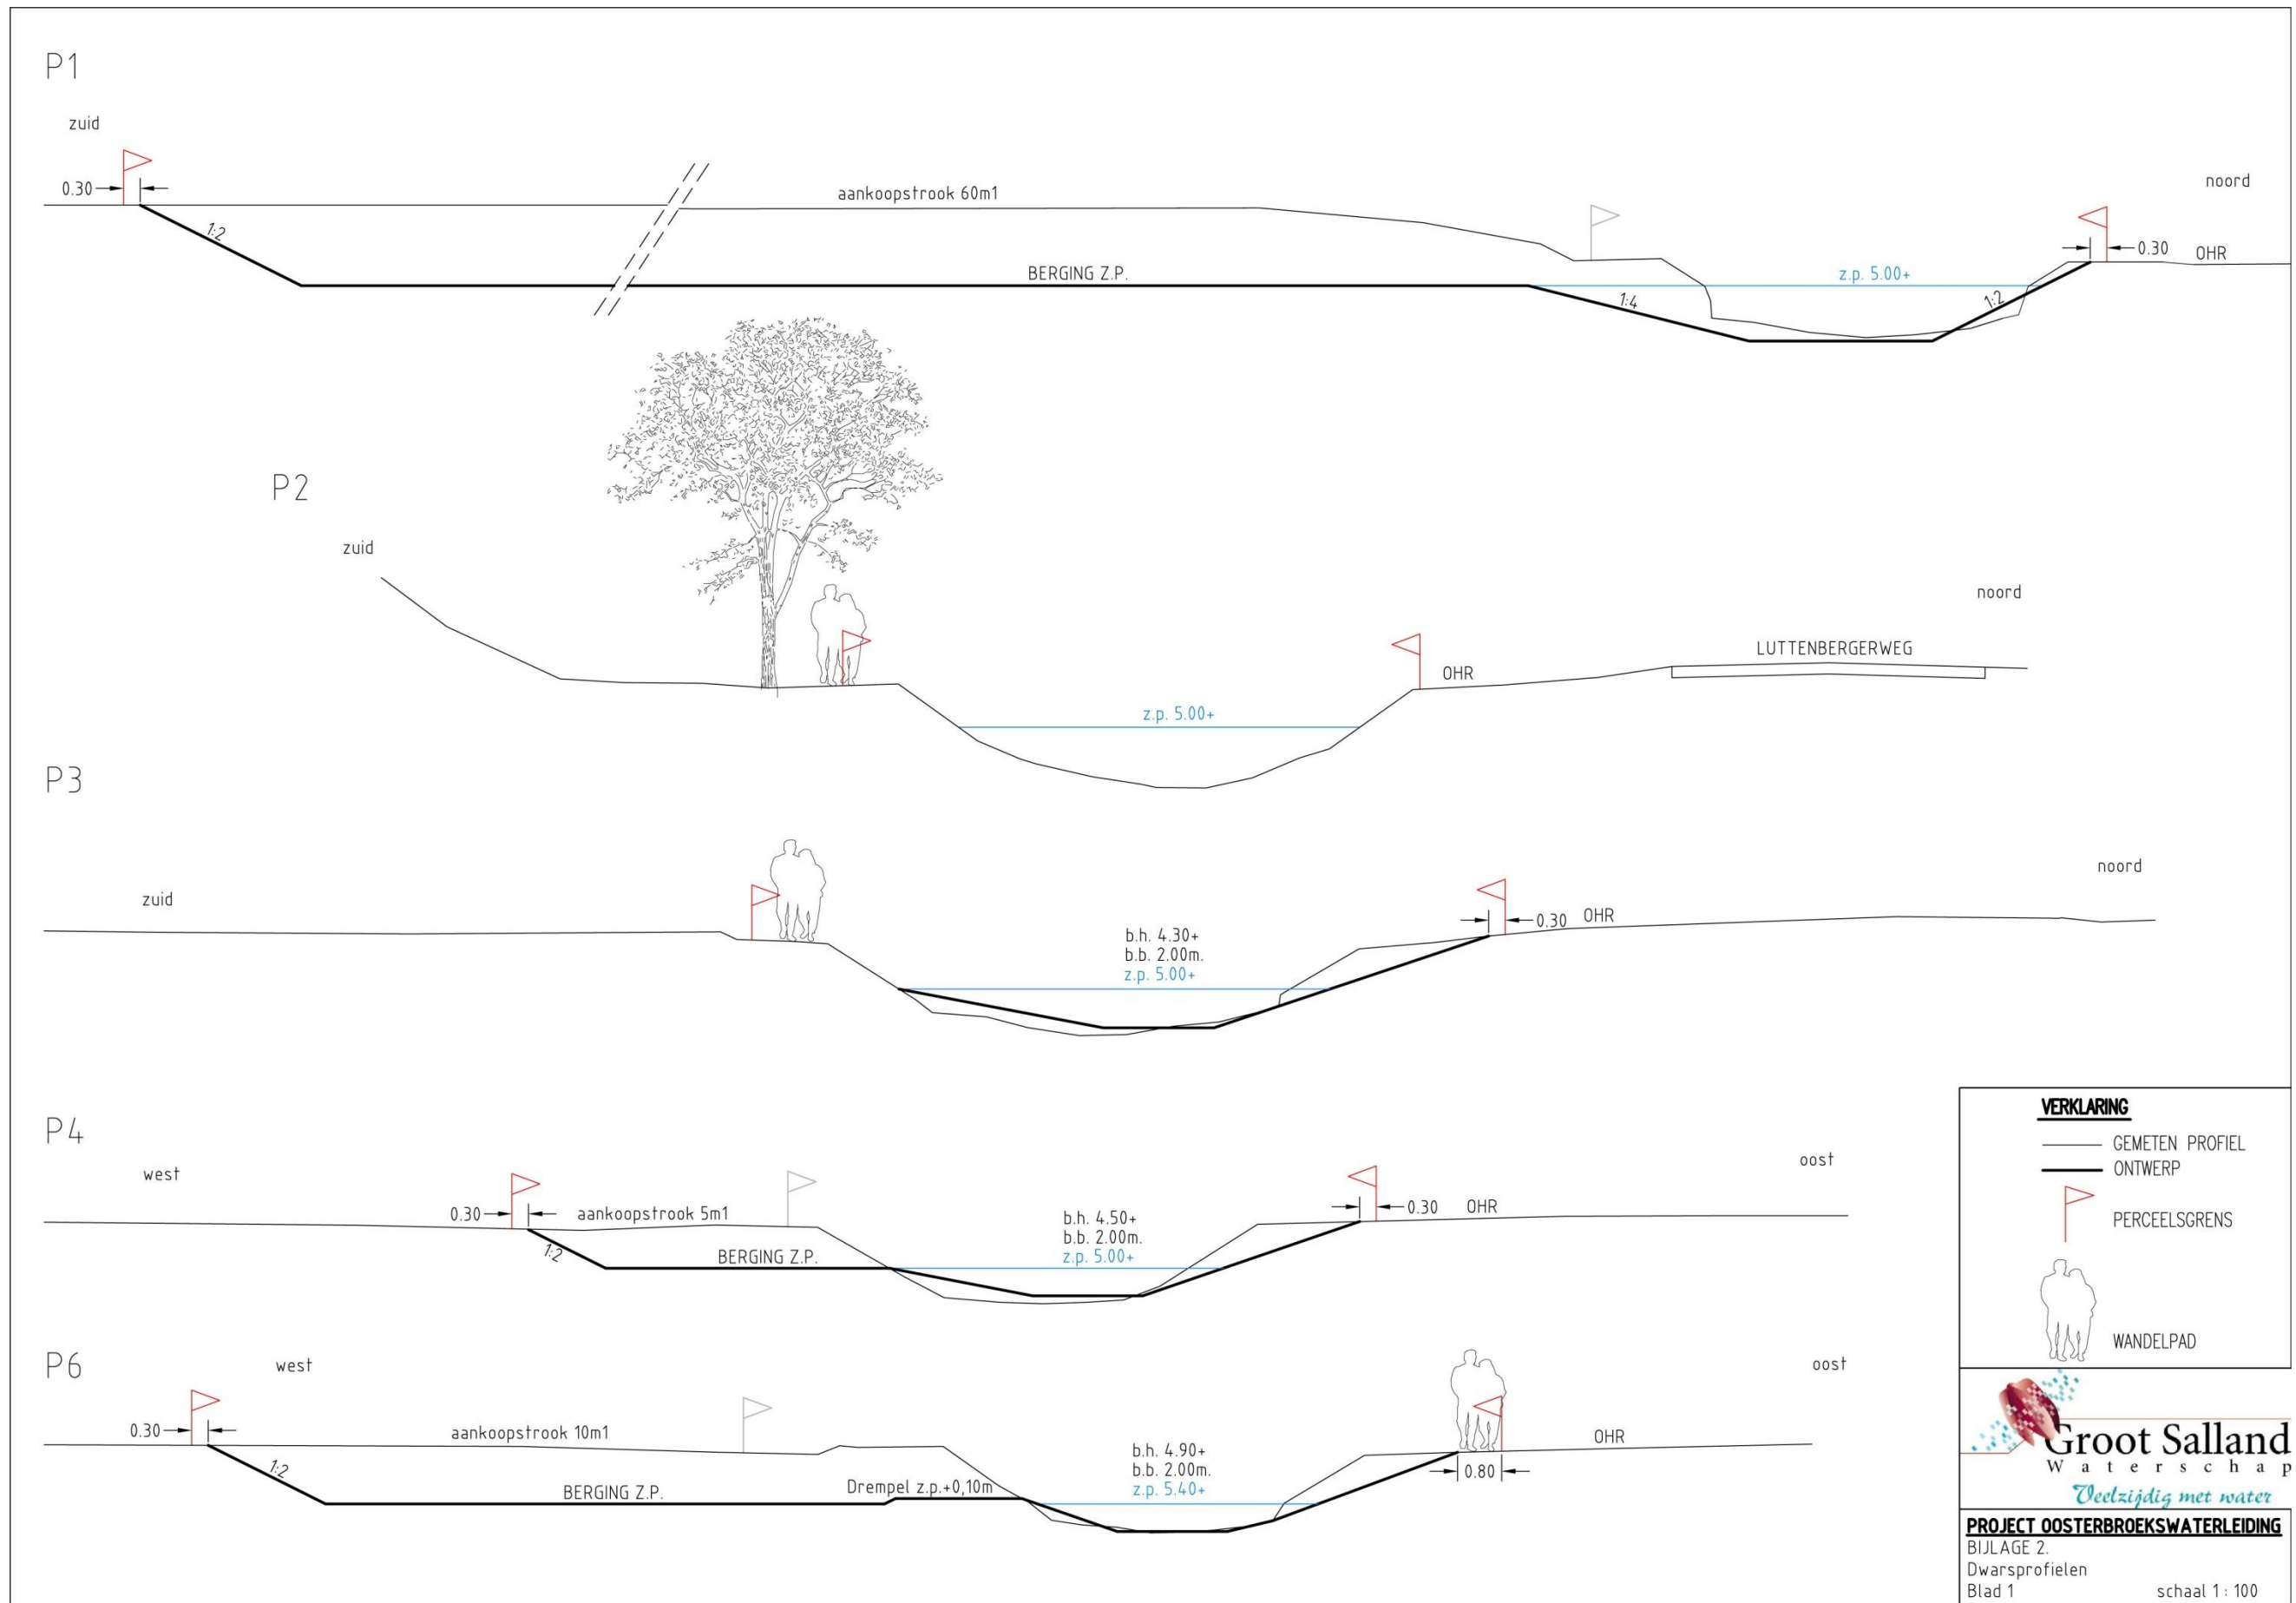 P1
zuid
0.30
1:2
aankoopstrook 60m1
BERGING Z.P.
1:4
z.p. 5.00+
1:2
0.30
OHR
noord
P2
zuid
z.p. 5.00+
OHR
LUTTENBERGERWEG
noord
P3
zuid
b.h. 4.30+
b.b. 2.00m.
z.p. 5.00+
0.30
OHR
noord
P4
west
0.30
1:2
aankoopstrook 5m1
BERGING Z.P.
b.h. 4.50+
b.b. 2.00m.
z.p. 5.00+
0.30
OHR
oost
P6
west
0.30
1:2
aankoopstrook 10m1
BERGING Z.P.
Drempel z.p.+0,10m
b.h. 4.90+
b.b. 2.00m.
z.p. 5.40+
0.80
OHR
oost
VERKLARING
GEMETEN PROFIEL
ONTWERP
PERCEELSGRENS
WANDELPAD
Groot Salland
Waterschap
Veelzijdig met water
PROJECT OOSTERBROEKSWATERLEIDING
BIJLAGE 2.
Dwarsprofielen
Blad 1
schaal 1 : 100